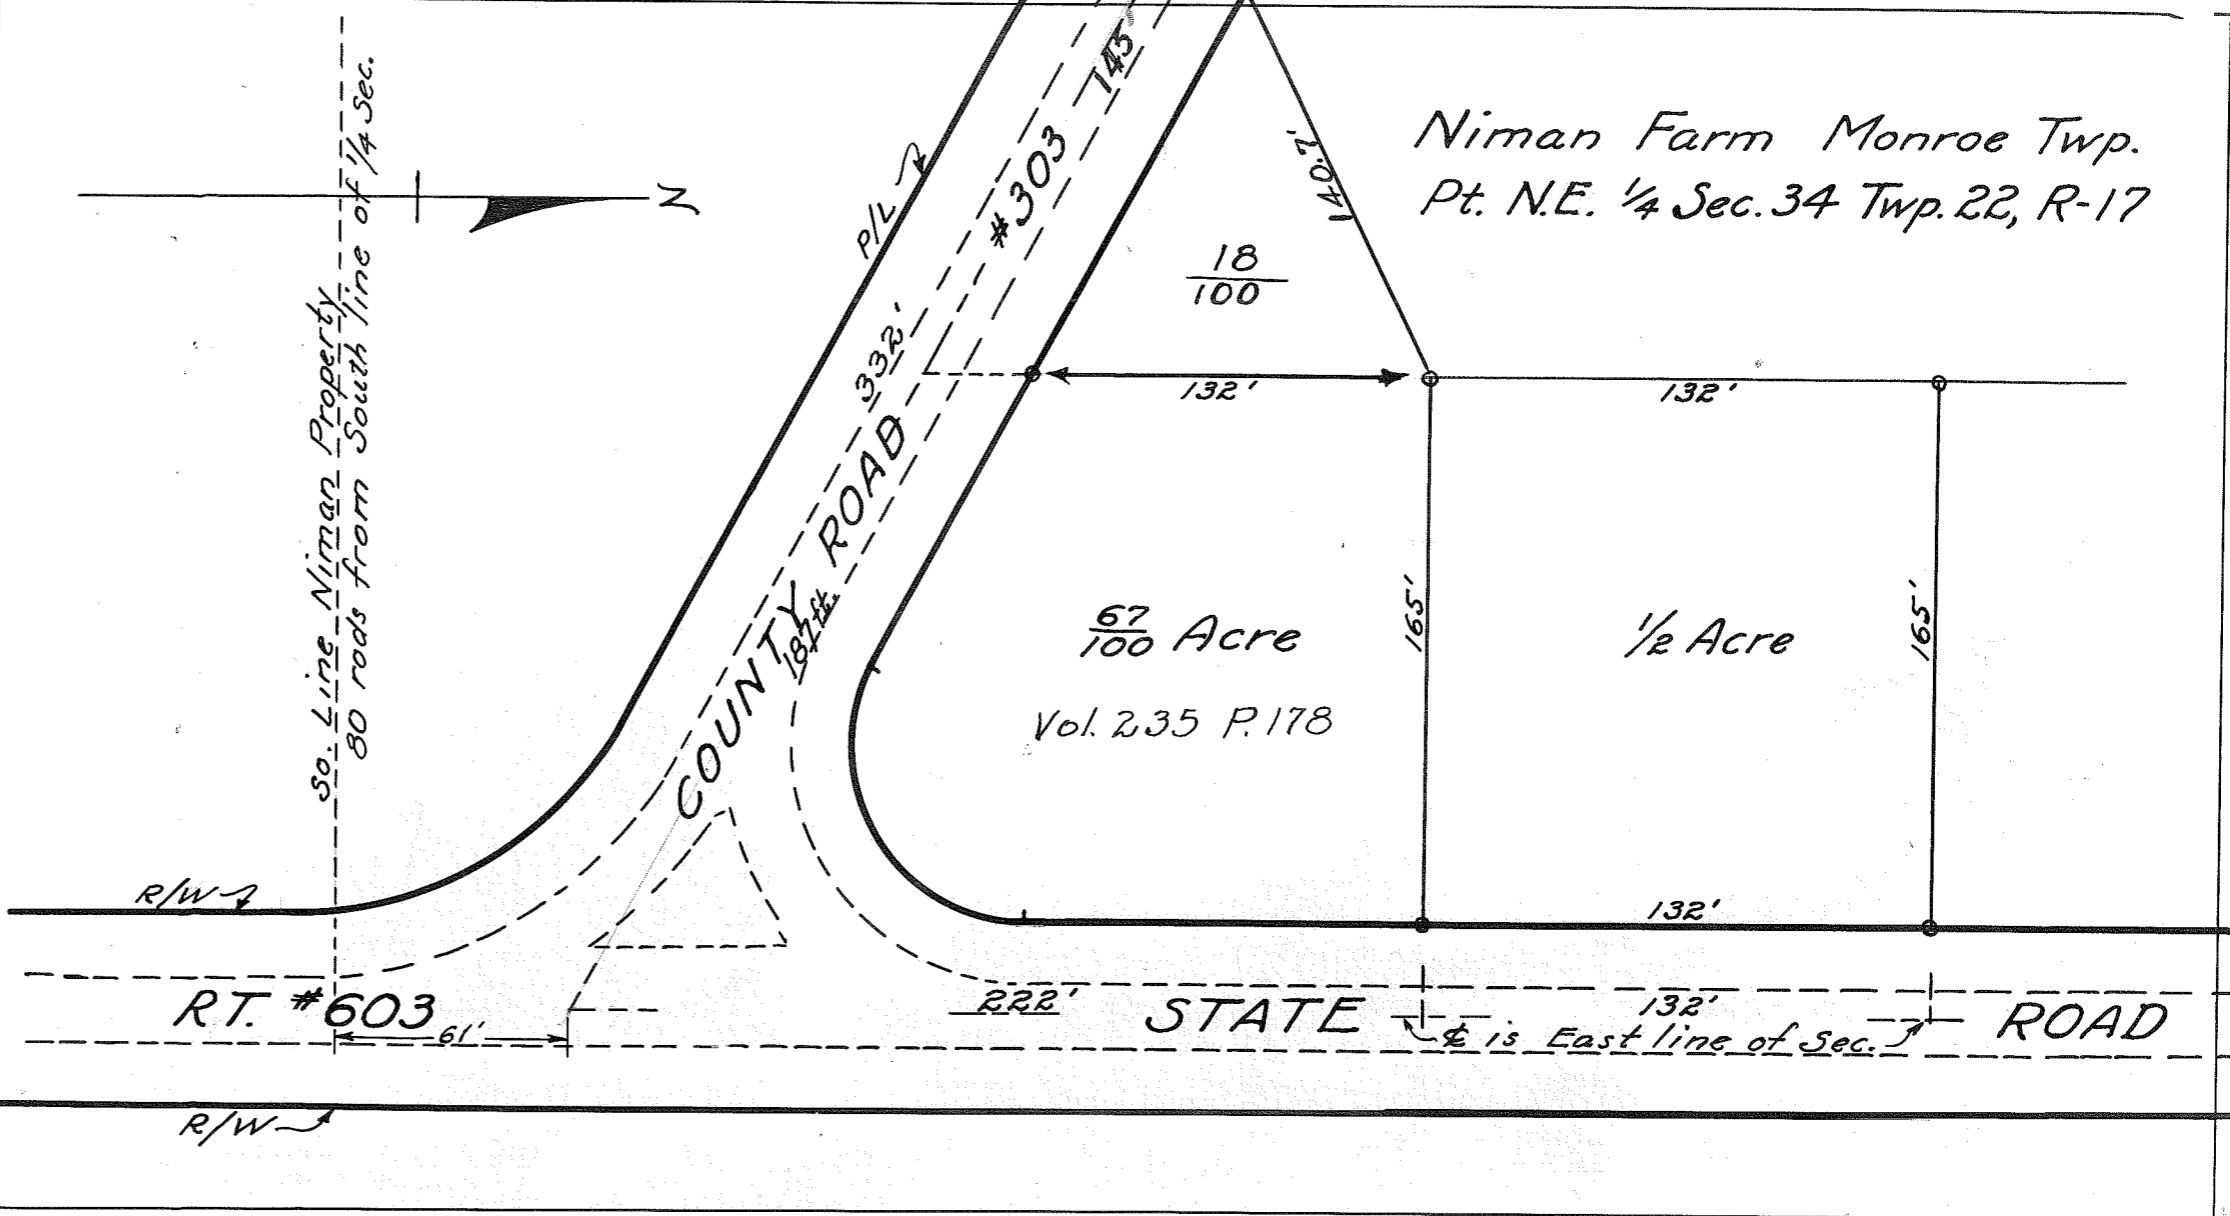 Niman Farm Monroe Twp.
Pt. N.E. 1/4 Sec. 34 Twp. 22, R-17
N
So. Line Niman Property
80 rods from South line of 1/4 Sec.
P/L
#303
145'
140.7'
18/100
332'
COUNTY ROAD
187 ft.
132'
132'
67/100 Acre
Vol. 235 P. 178
165'
1/2 Acre
165'
R/W
132'
RT. #603
61'
222'
STATE
132'
ROAD
℄ is East line of Sec.
R/W